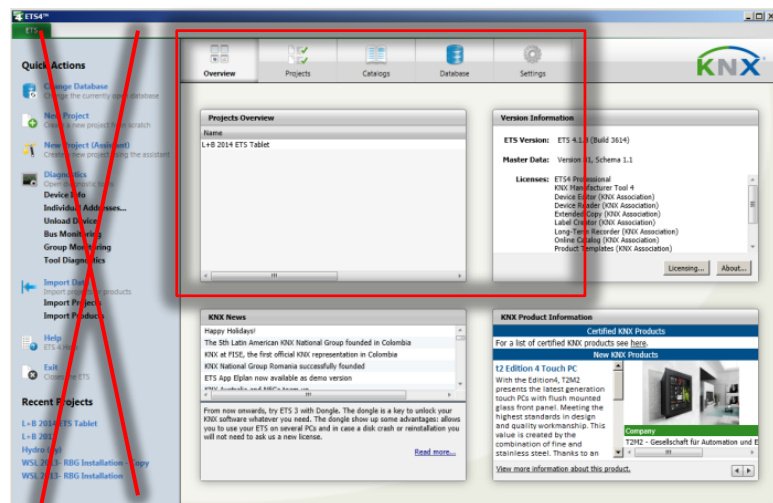 ETS4™
ETS
Quick Actions
Change Database
Change the currently open database
New Project
Create a new project from scratch
New Project (Assistant)
Create a new project using the assistant
Diagnostics
Open diagnostic tools
Device Info
Individual Addresses...
Unload Device
Bus Monitoring
Group Monitoring
Tool Diagnostics
Import Data
Import projects or products
Import Projects
Import Products
Help
ETS 4 Help
Exit
Close the ETS
Recent Projects
L+B 2014 ETS Tablet
L+B 2013
Hydro
WSL 2013- RBG Installation - Copy
WSL 2013- RBG Installation
Overview
Projects
Catalogs
Database
Settings
KNX
Projects Overview
Name
L+B 2014 ETS Tablet
Version Information
ETS Version: ETS 4.1. (Build 3614)
Master Data: Version 31, Schema 1.1
Licenses: ETS4 Professional
KNX Manufacturer Tool 4
Device Editor (KNX Association)
Device Reader (KNX Association)
Extended Copy (KNX Association)
Label Creator (KNX Association)
Long-Term Recorder (KNX Association)
Online Catalog (KNX Association)
Product Templates (KNX Association)
Licensing...
About...
KNX News
Happy Holidays!
The 5th Latin American KNX National Group founded in Colombia
KNX at FISE, the first official KNX representation in Colombia
KNX National Group Romania successfully founded
ETS App Elplan now available as demo version
From now onwards, try ETS 3 with Dongle. The dongle is a key to unlock your
KNX software whatever you need. The dongle show up some advantages: allows
you to use your ETS on several PCs and in case a disk crash or reinstallation you
will not need to ask us a new license.
Read more...
KNX Product Information
Certified KNX Products
For a list of certified KNX products see here.
New KNX Products
t2 Edition 4 Touch PC
With the Edition4, T2M2
presents the latest generation
touch PCs with flush mounted
glass front panel. Meeting the
highest standards in design
and quality workmanship. This
value is created by the
combination of fine and
stainless steel. Thanks to an
Company
T2M2 - Gesellschaft für Automation und E
View more information about this product.